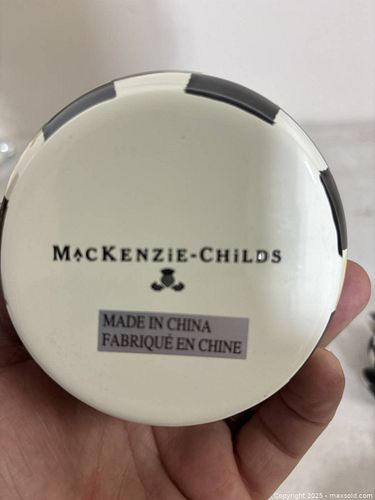 MACKENZiE-CHiLDS
MADE IN CHINA
FABRIQUÉ EN CHINE
Copyright 2025 - maxsold.com